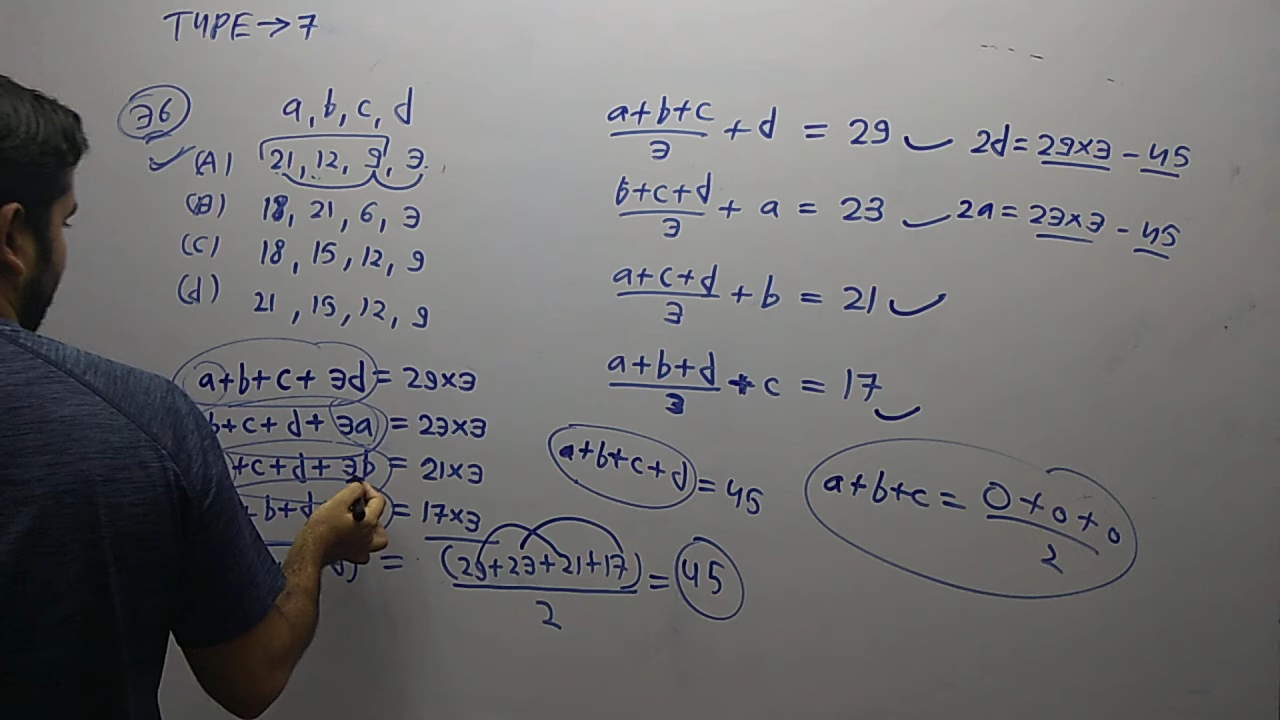 TYPE→7
36
a, b, c, d
(A) 21, 12, 9, 3
(B) 18, 21, 6, 3
(C) 18, 15, 12, 9
(d) 21, 15, 12, 9
a+b+c+3d = 29×3
b+c+d+3a = 23×3
+c+d+3b = 21×3
b+d = 17×3
= (29+23+21+17)/2 = 45
(a+b+c)/3 + d = 29 2d = 29×3 - 45
(b+c+d)/3 + a = 23 2a = 23×3 - 45
(a+c+d)/3 + b = 21
(a+b+d)/3 + c = 17
a+b+c+d = 45
a+b+c = (0+0+0)/2